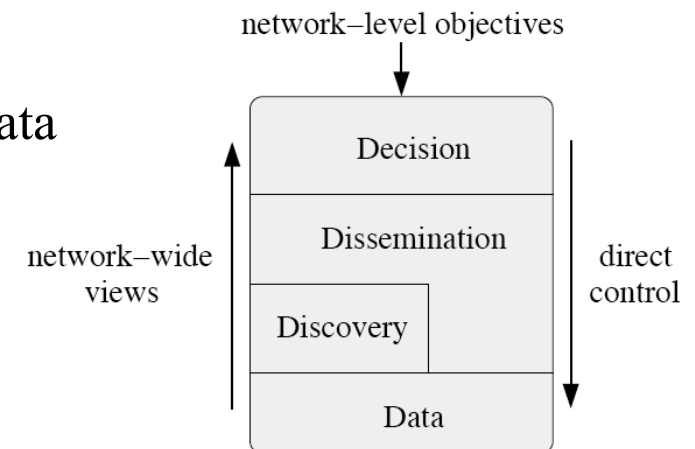 network–level objectives
ata
Decision
Dissemination
network–wide
views
direct
control
Discovery
Data